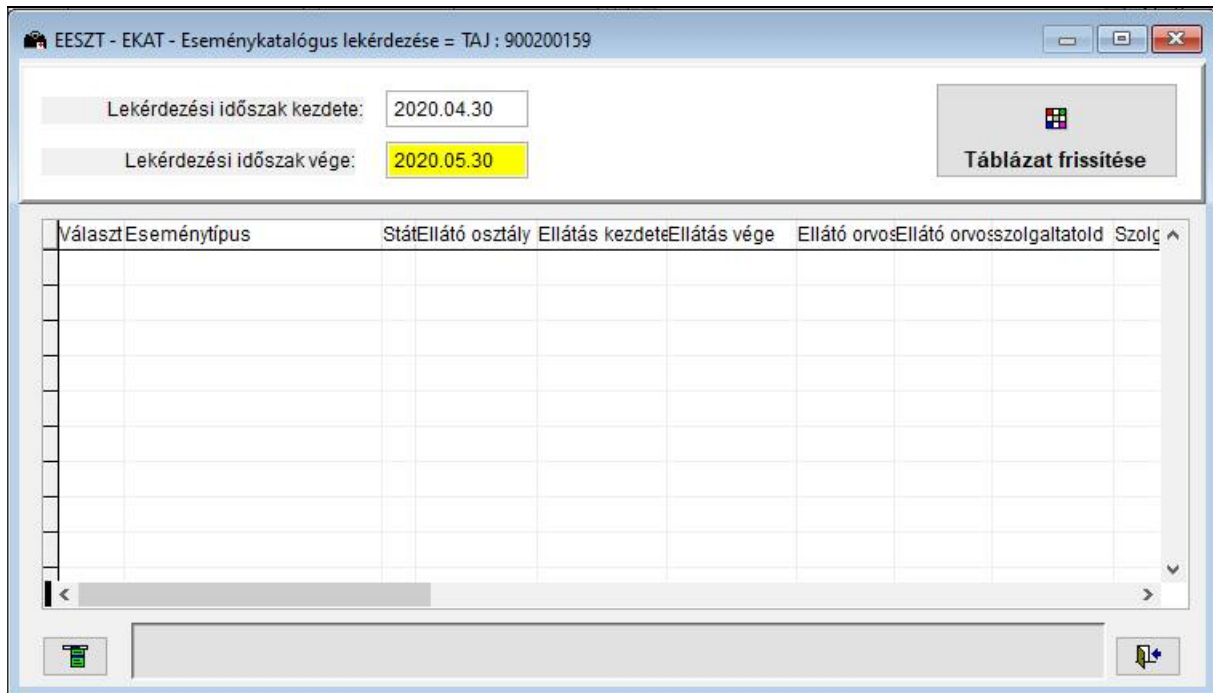 EESZT - EKAT - Eseménykatalógus lekérdezése = TAJ : 900200159
Lekérdezési időszak kezdete: 2020.04.30
Lekérdezési időszak vége: 2020.05.30
Táblázat frissítése
Választ Eseménytípus Stát Ellátó osztály Ellátás kezdete Ellátás vége Ellátó orvos Ellátó orvos szolgaltatoId Szolg